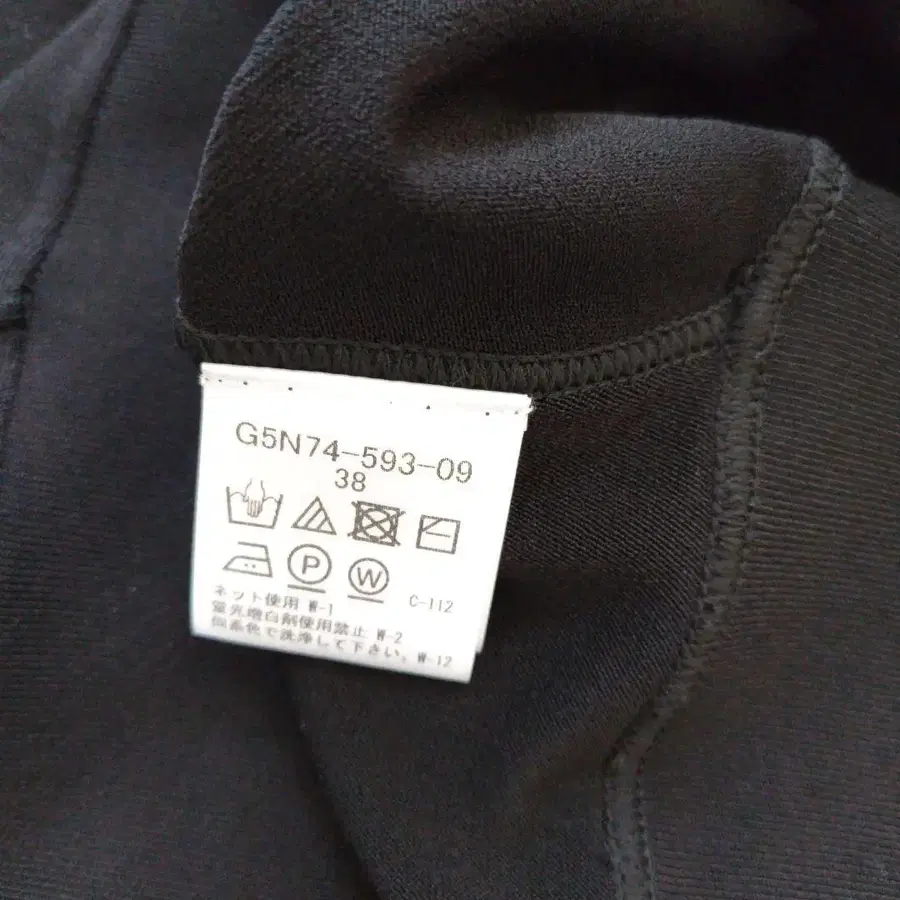 G5N74-593-09
38
P W
ネット使用 W-1 C-112
蛍光増白剤使用禁止 W-2
同系色で洗浄して下さい。W-12